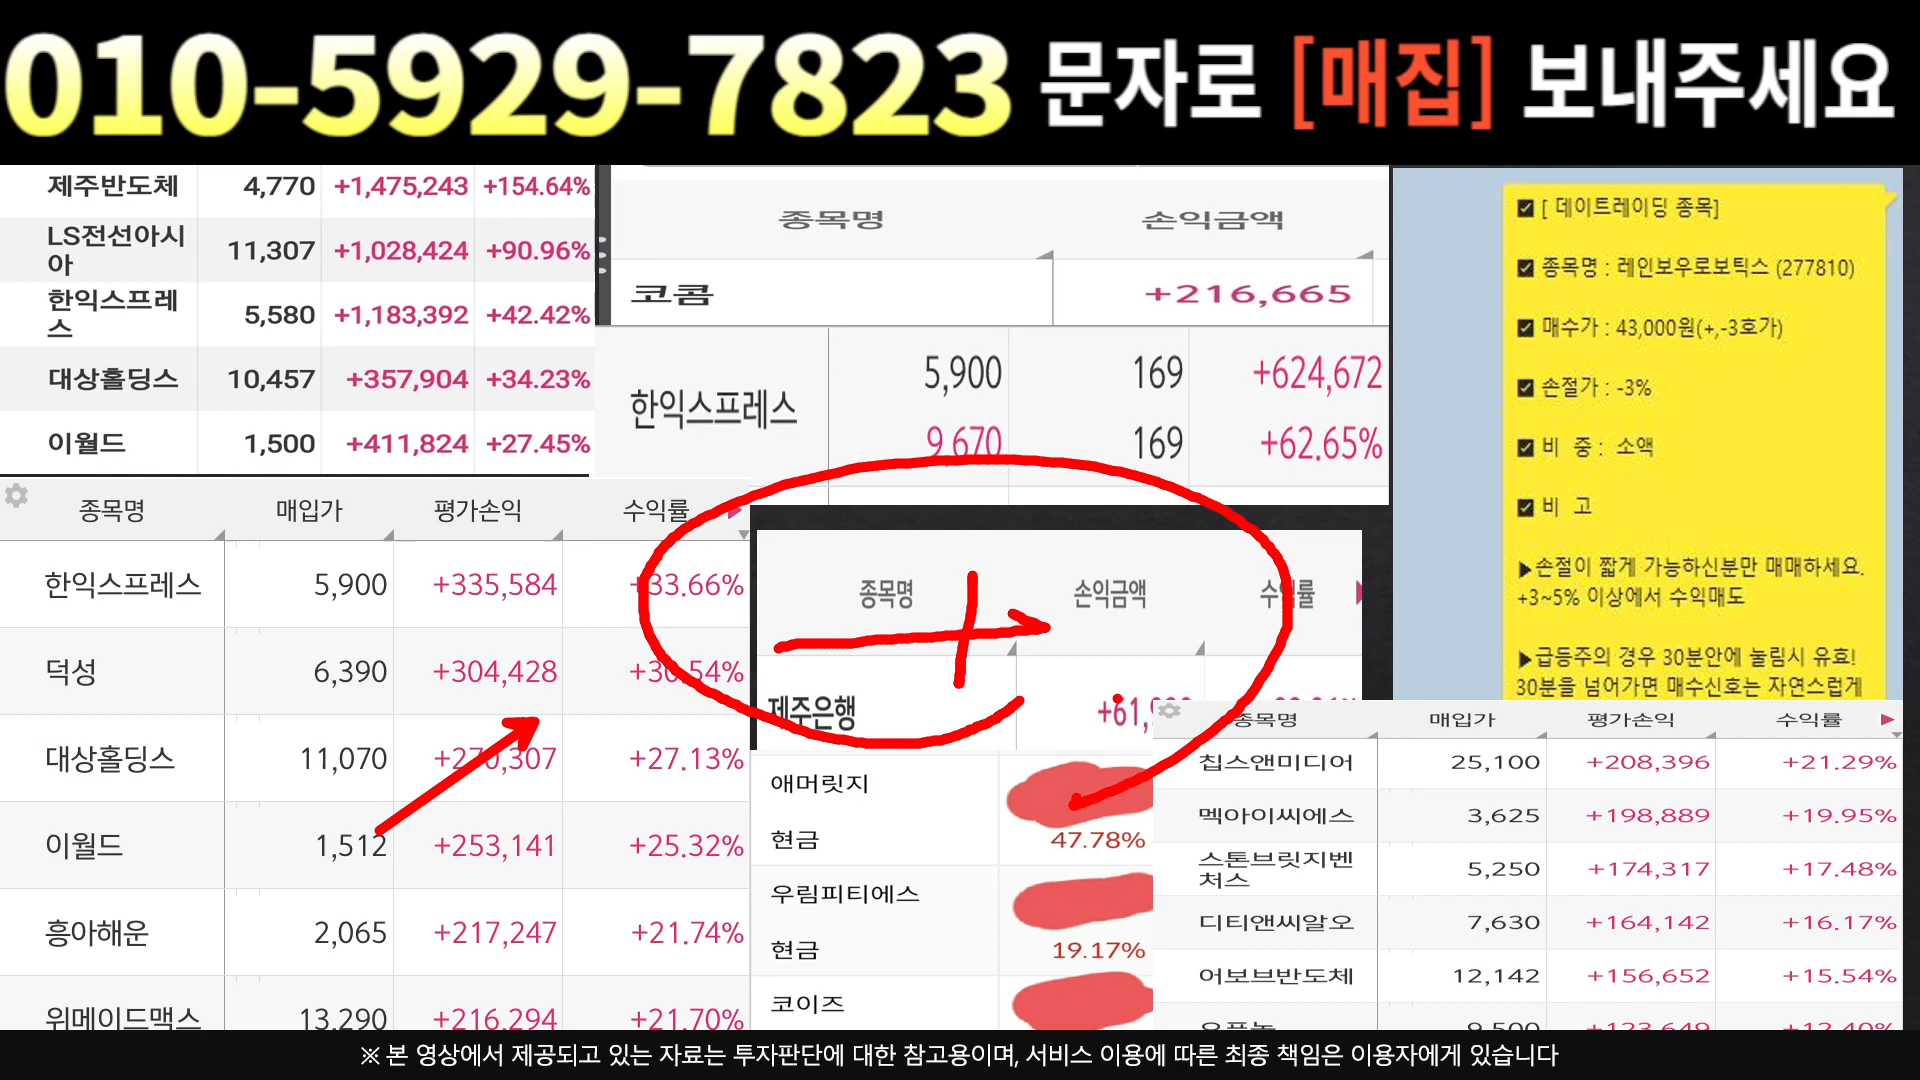 010-5929-7823 문자로 [매집] 보내주세요
제주반도체 4,770 +1,475,243 +154.64%
LS전선아시
아 11,307 +1,028,424 +90.96%
한익스프레
스 5,580 +1,183,392 +42.42%
대상홀딩스 10,457 +357,904 +34.23%
이월드 1,500 +411,824 +27.45%
종목명 손익금액
코콤 +216,665
한익스프레스 5,900 169 +624,672
9,670 169 +62.65%
☑ [ 데이트레이딩 종목]
☑ 종목명 : 레인보우로보틱스 (277810)
☑ 매수가 : 43,000원(+,-3호가)
☑ 손절가 : -3%
☑ 비 중 : 소액
☑ 비 고
▶손절이 짧게 가능하신분만 매매하세요.
+3~5% 이상에서 수익매도
▶급등주의 경우 30분안에 눌림시 유효!
30분을 넘어가면 매수신호는 자연스럽게
종목명 매입가 평가손익 수익률
한익스프레스 5,900 +335,584 +33.66%
덕성 6,390 +304,428 +30.54%
대상홀딩스 11,070 +270,307 +27.13%
이월드 1,512 +253,141 +25.32%
흥아해운 2,065 +217,247 +21.74%
위메이드맥스 13,290 +216,294 +21.70%
종목명 손익금액 수익률
제주은행
애머릿지
현금 47.78%
우림피티에스
현금 19.17%
코이즈
종목명 매입가 평가손익 수익률
칩스앤미디어 25,100 +208,396 +21.29%
멕아이씨에스 3,625 +198,889 +19.95%
스톤브릿지벤
처스 5,250 +174,317 +17.48%
디티앤씨알오 7,630 +164,142 +16.17%
어보브반도체 12,142 +156,652 +15.54%
※ 본 영상에서 제공되고 있는 자료는 투자판단에 대한 참고용이며, 서비스 이용에 따른 최종 책임은 이용자에게 있습니다